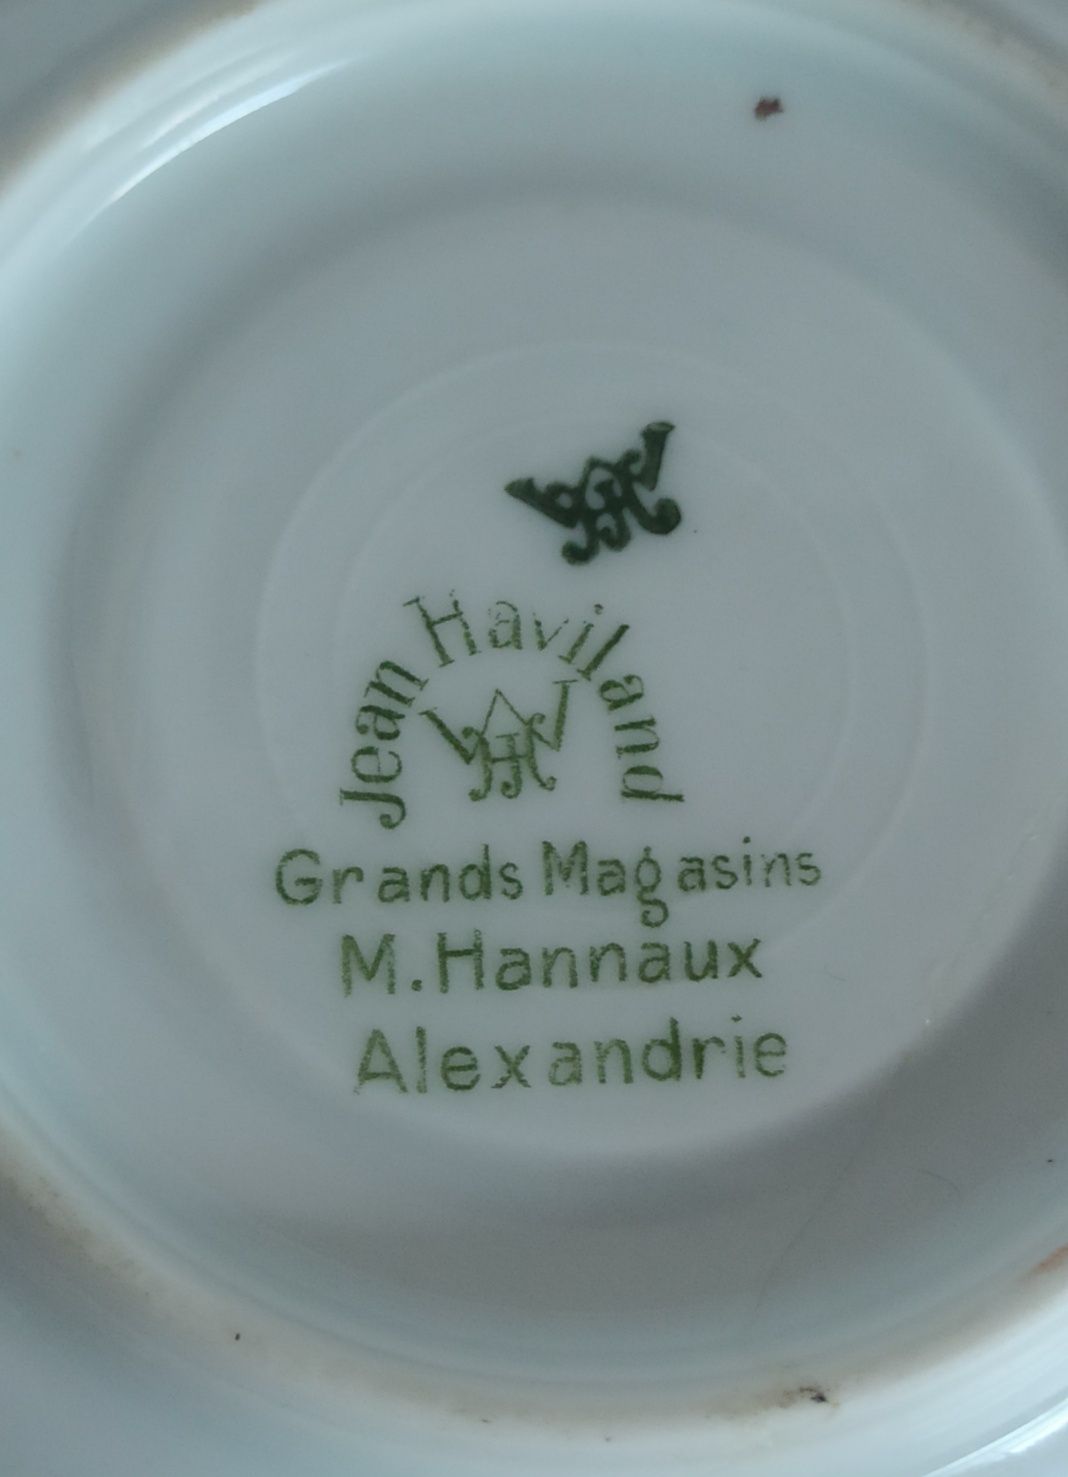 Jean Haviland
Grands Magasins
M. Hannaux
Alexandrie